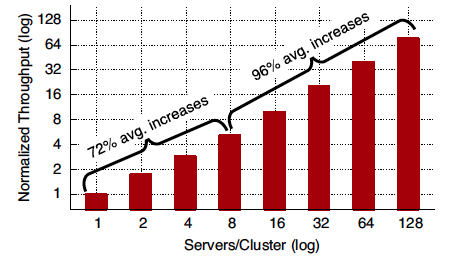 Normalized Throughput (log)
128
64
32
16
8
4
2
1
72% avg. increases
96% avg. increases
1 2 4 8 16 32 64 128
Servers/Cluster (log)